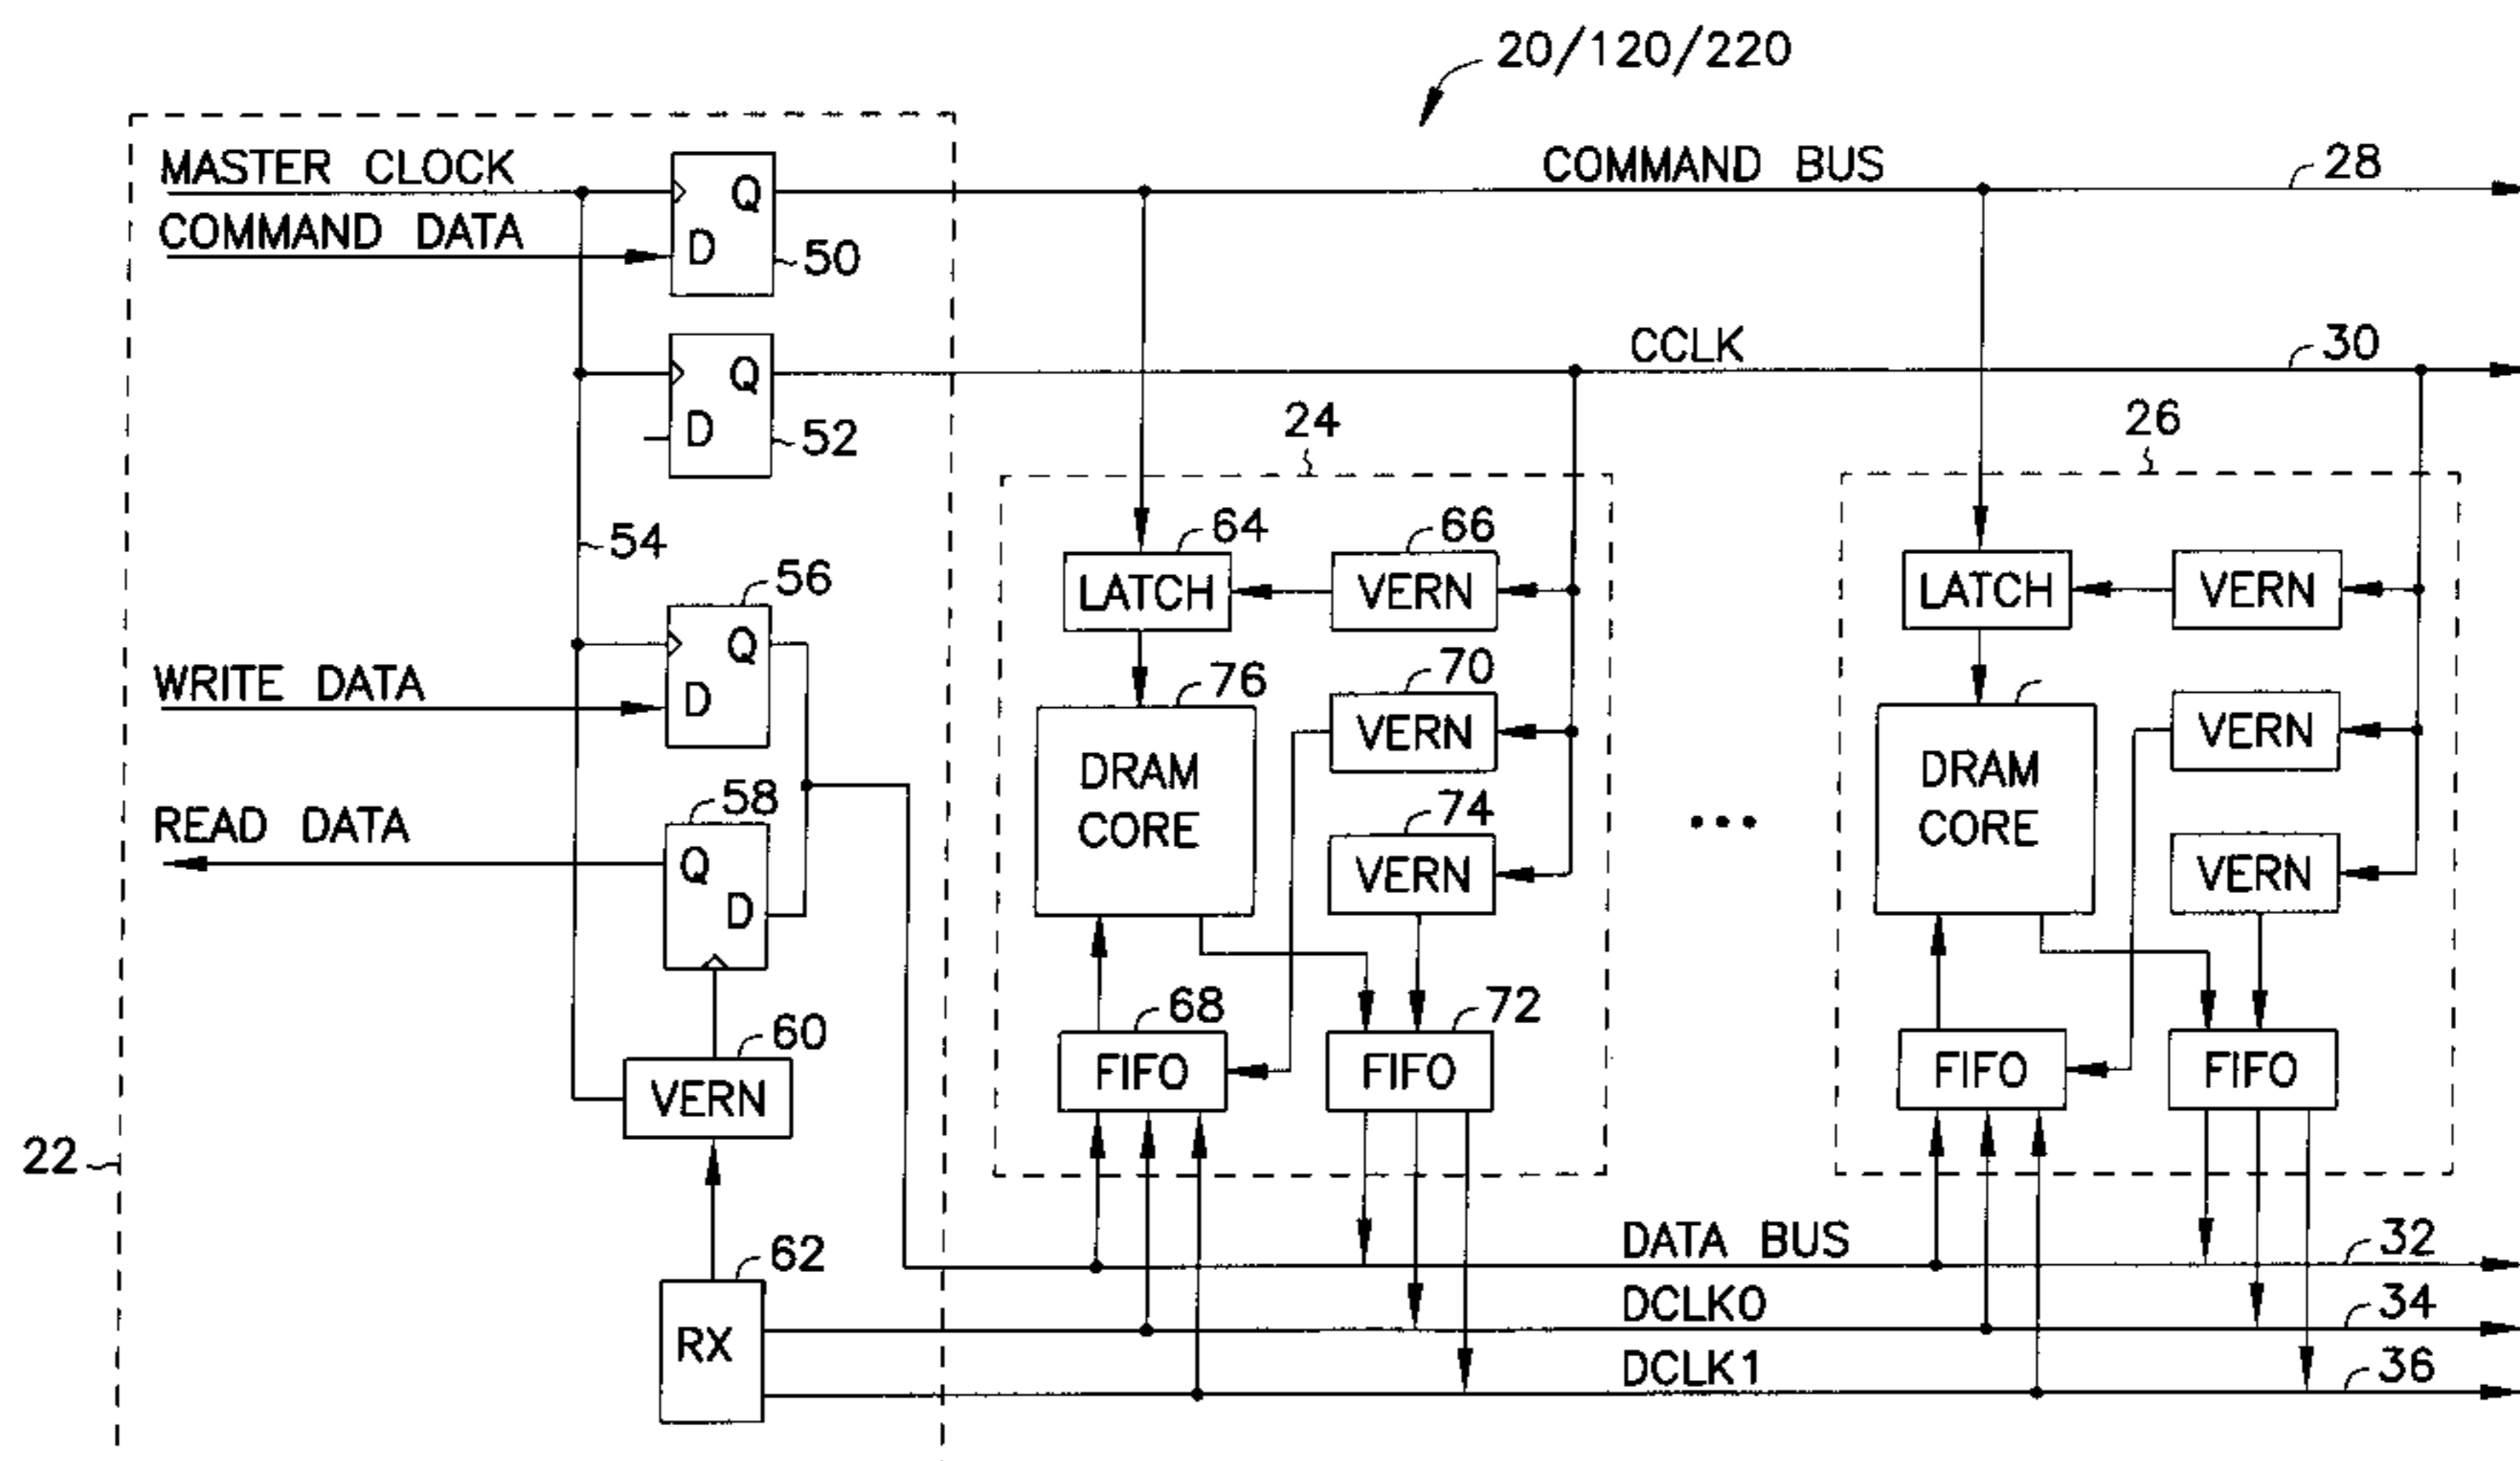 20/120/220
MASTER CLOCK
COMMAND DATA
Q
D
50
COMMAND BUS
28
Q
D
52
CCLK
30
24
26
54
56
Q
D
WRITE DATA
READ DATA
58
Q
D
60
VERN
22
62
RX
64
LATCH
66
VERN
76
DRAM
CORE
70
VERN
74
VERN
68
FIFO
72
FIFO
LATCH
VERN
DRAM
CORE
VERN
VERN
FIFO
FIFO
DATA BUS
32
DCLK0
34
DCLK1
36